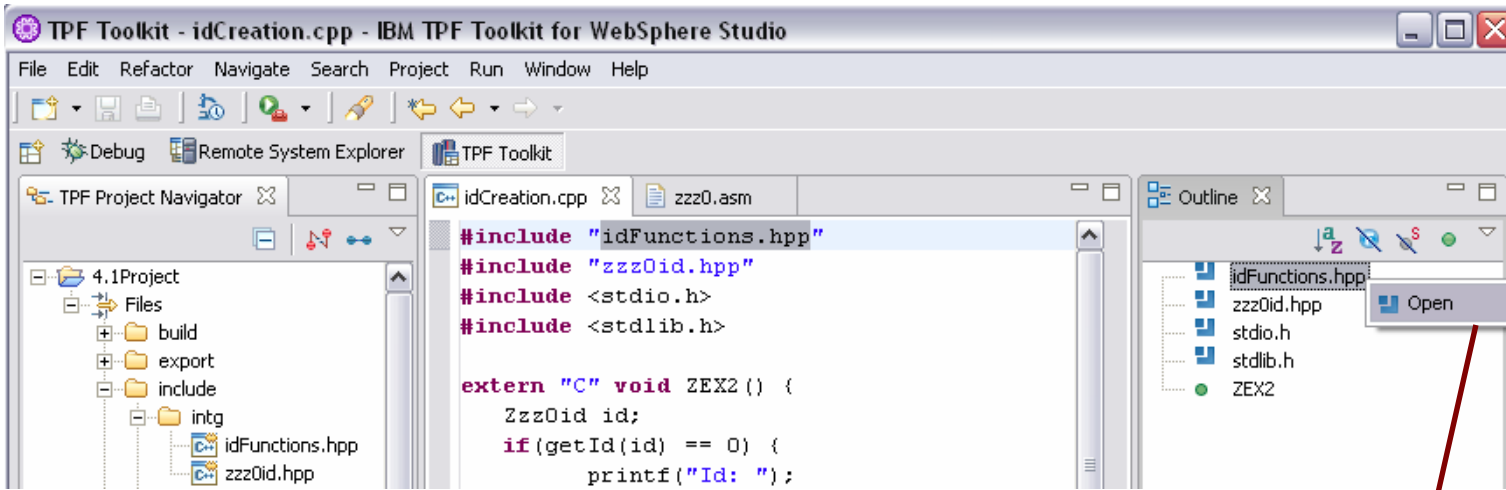 TPF Toolkit - idCreation.cpp - IBM TPF Toolkit for WebSphere Studio
File Edit Refactor Navigate Search Project Run Window Help
Debug Remote System Explorer TPF Toolkit
TPF Project Navigator
4.1Project
Files
build
export
include
intg
idFunctions.hpp
zzz0id.hpp
idCreation.cpp zzz0.asm
#include "idFunctions.hpp"
#include "zzz0id.hpp"
#include <stdio.h>
#include <stdlib.h>
extern "C" void ZEX2() {
Zzz0id id;
if(getId(id) == 0) {
printf("Id: ");
Outline
idFunctions.hpp
Open
zzz0id.hpp
stdio.h
stdlib.h
ZEX2